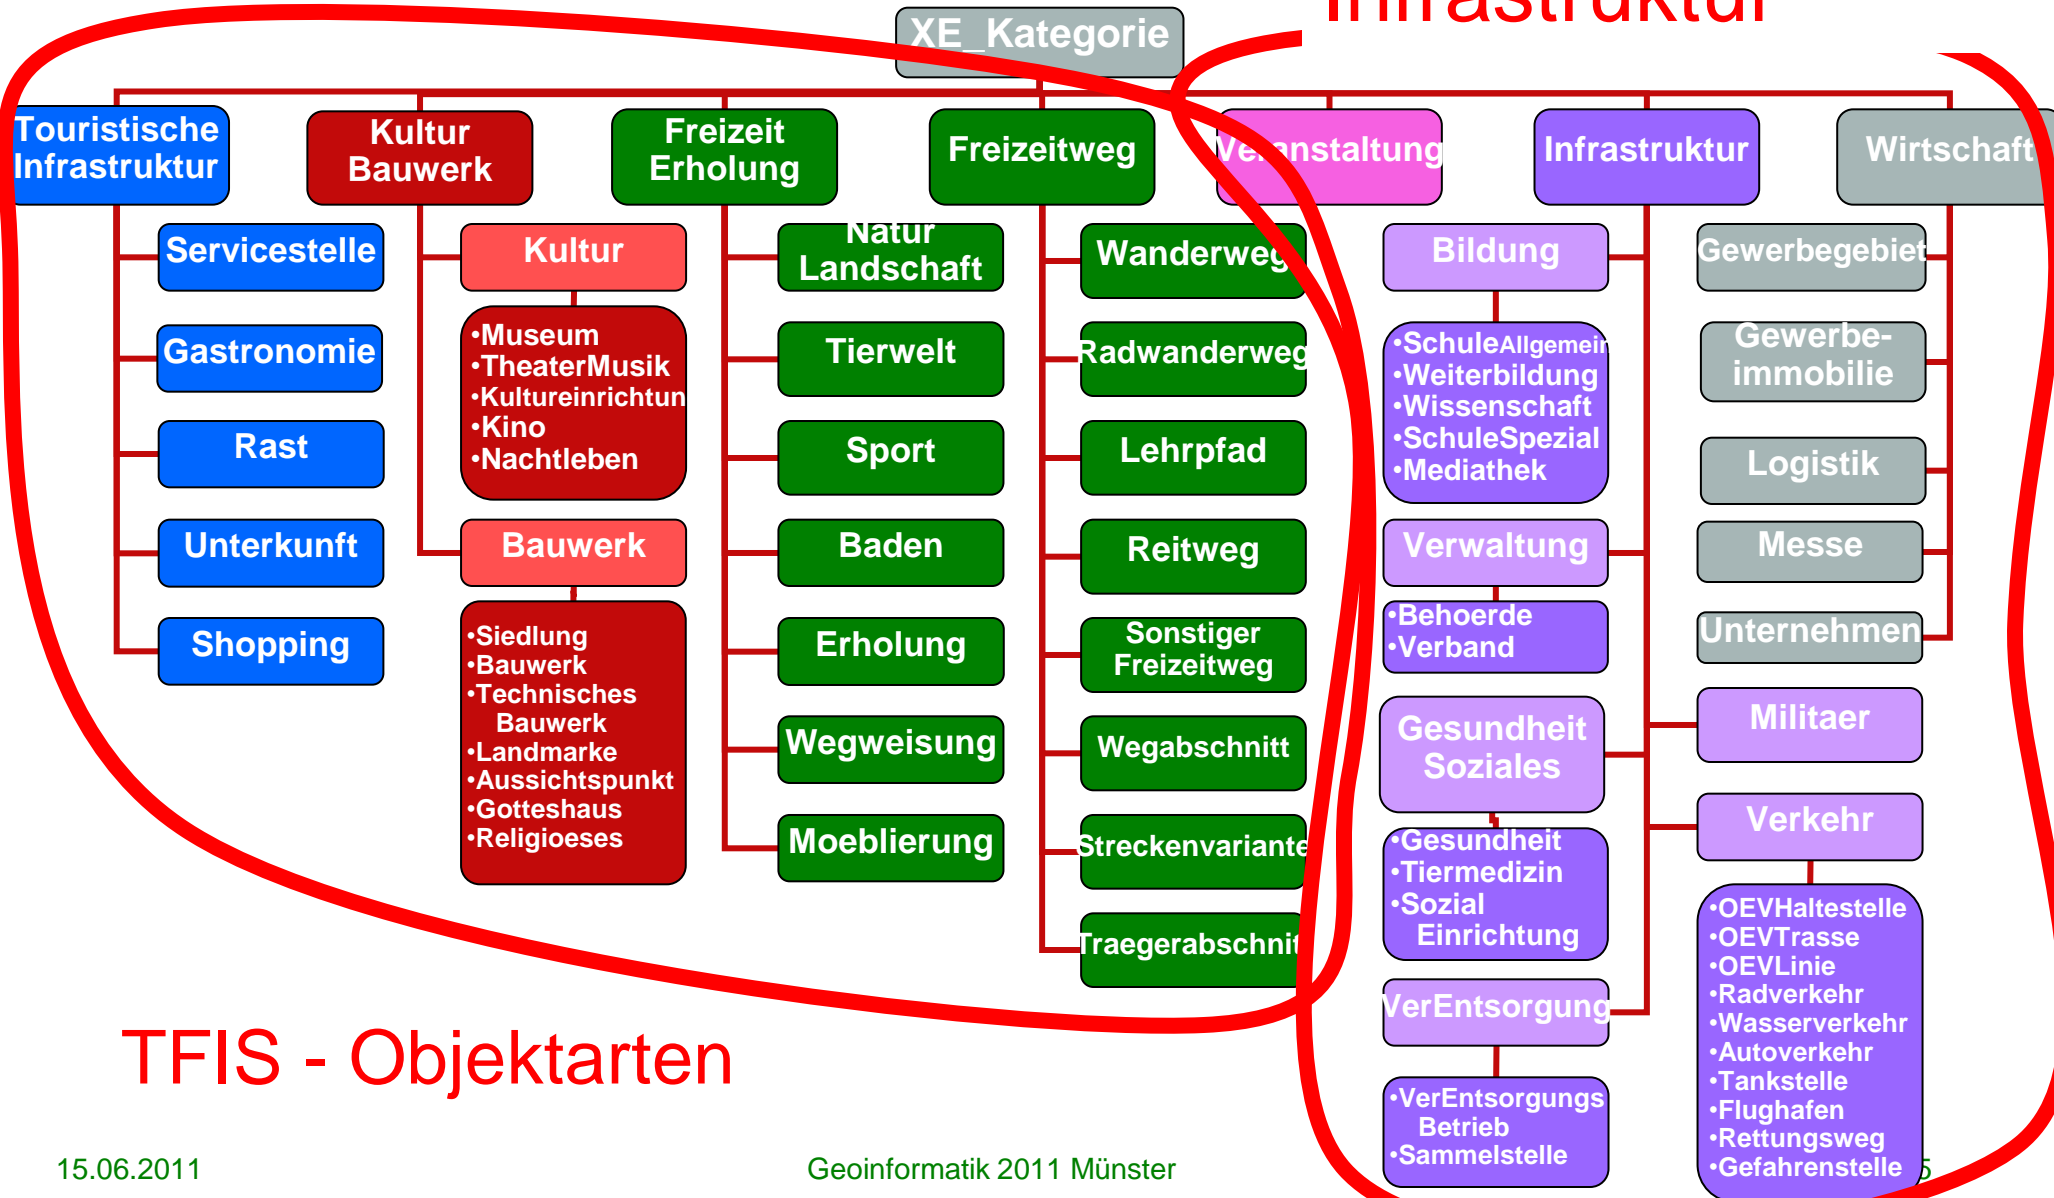 Infrastruktur
XE_Kategorie
Touristische
Infrastruktur
Kultur
Bauwerk
Freizeit
Erholung
Freizeitweg
Veranstaltung
Infrastruktur
Wirtschaft
Servicestelle
Gastronomie
Rast
Unterkunft
Shopping
Kultur
•Museum
•TheaterMusik
•Kultureinrichtun
•Kino
•Nachtleben
Bauwerk
•Siedlung
•Bauwerk
•Technisches
Bauwerk
•Landmarke
•Aussichtspunkt
•Gotteshaus
•Religioeses
Natur
Landschaft
Tierwelt
Sport
Baden
Erholung
Wegweisung
Moeblierung
Wanderweg
Radwanderweg
Lehrpfad
Reitweg
Sonstiger
Freizeitweg
Wegabschnitt
Streckenvariante
Traegerabschnitt
Bildung
•SchuleAllgemein
•Weiterbildung
•Wissenschaft
•SchuleSpezial
•Mediathek
Verwaltung
•Behoerde
•Verband
Gesundheit
Soziales
•Gesundheit
•Tiermedizin
•Sozial
Einrichtung
VerEntsorgung
•VerEntsorgungs
Betrieb
•Sammelstelle
Gewerbegebiet
Gewerbe-
immobilie
Logistik
Messe
Unternehmen
Militaer
Verkehr
•OEVHaltestelle
•OEVTrasse
•OEVLinie
•Radverkehr
•Wasserverkehr
•Autoverkehr
•Tankstelle
•Flughafen
•Rettungsweg
•Gefahrenstelle
TFIS - Objektarten
15.06.2011
Geoinformatik 2011 Münster